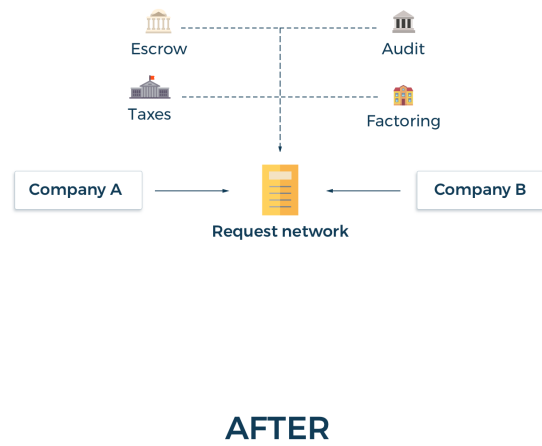 Escrow
Audit
Taxes
Factoring
Company A
Company B
Request network
AFTER